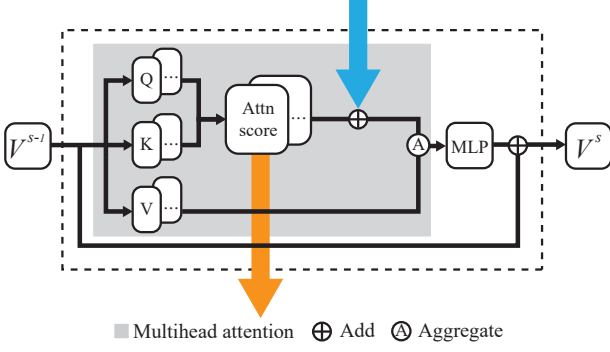 Q ...
Attn
score ...
V^{s-1}
K ...
A
MLP
V^s
V ...
Multihead attention
Add
A Aggregate